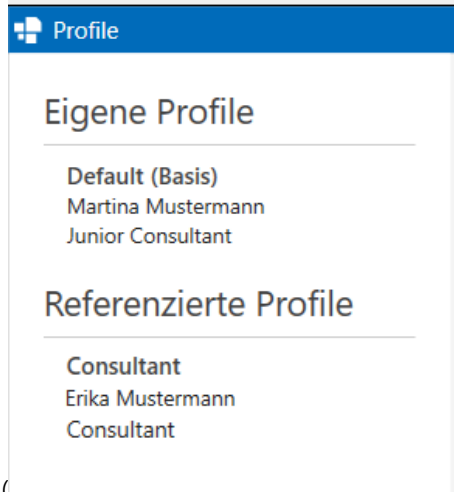 Profile
Eigene Profile
Default (Basis)
Martina Mustermann
Junior Consultant
Referenzierte Profile
Consultant
Erika Mustermann
Consultant
(